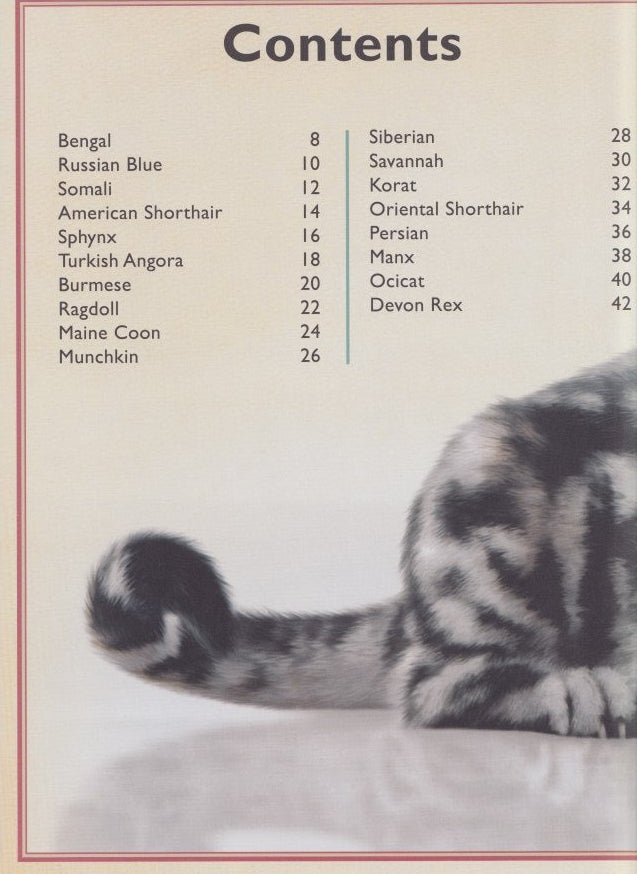 Contents
Bengal 8
Russian Blue 10
Somali 12
American Shorthair 14
Sphynx 16
Turkish Angora 18
Burmese 20
Ragdoll 22
Maine Coon 24
Munchkin 26
Siberian 28
Savannah 30
Korat 32
Oriental Shorthair 34
Persian 36
Manx 38
Ocicat 40
Devon Rex 42